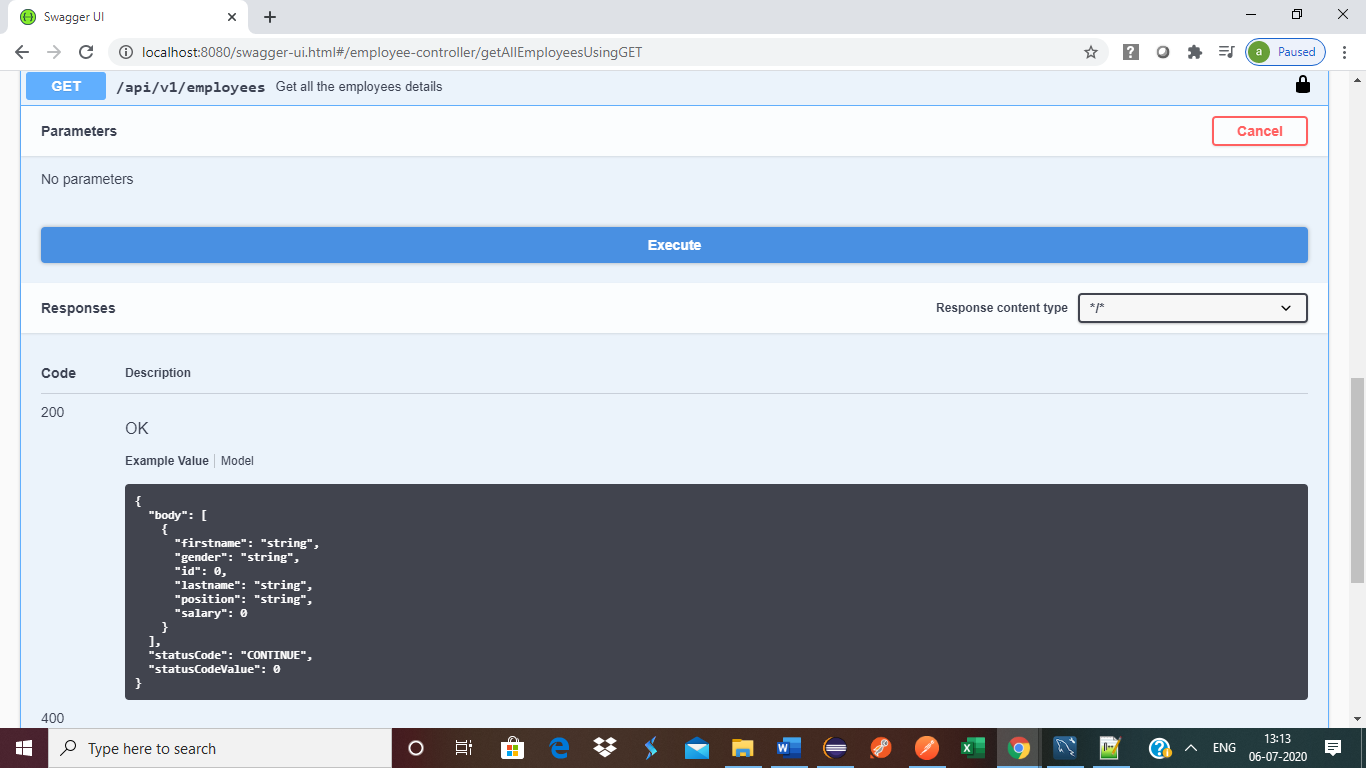 Swagger UI
localhost:8080/swagger-ui.html#/employee-controller/getAllEmployeesUsingGET
a Paused
GET /api/v1/employees Get all the employees details
Parameters Cancel
No parameters
Execute
Responses Response content type */*
Code Description
200
OK
Example Value Model
{
  "body": [
    {
      "firstname": "string",
      "gender": "string",
      "id": 0,
      "lastname": "string",
      "position": "string",
      "salary": 0
    }
  ],
  "statusCode": "CONTINUE",
  "statusCodeValue": 0
}
400
Type here to search
ENG
13:13
06-07-2020